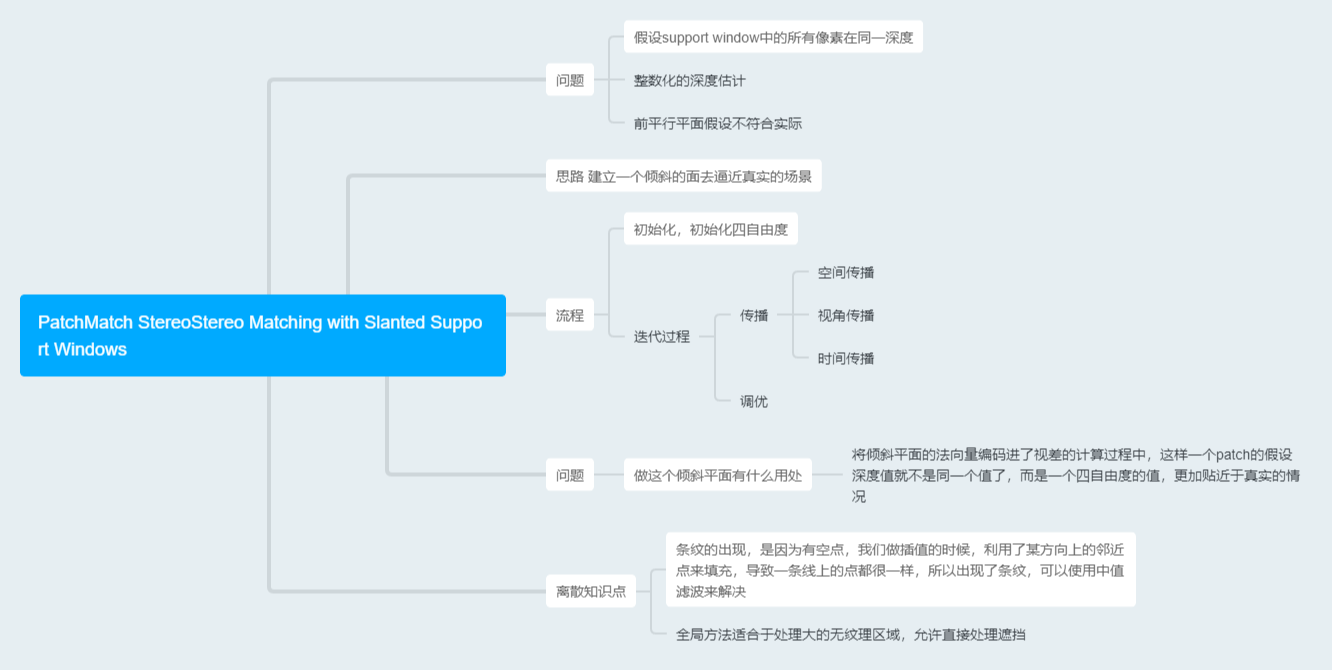 假设support window中的所有像素在同一深度
问题
整数化的深度估计
前平行平面假设不符合实际
思路 建立一个倾斜的面去逼近真实的场景
初始化，初始化四自由度
空间传播
流程
传播
视角传播
PatchMatch StereoStereo Matching with Slanted Suppo
rt Windows
迭代过程
时间传播
调优
问题
做这个倾斜平面有什么用处
将倾斜平面的法向量编码进了视差的计算过程中，这样一个patch的假设
深度值就不是同一个值了，而是一个四自由度的值，更加贴近于真实的情
况
条纹的出现，是因为有空点，我们做插值的时候，利用了某方向上的邻近
点来填充，导致一条线上的点都很一样，所以出现了条纹，可以使用中值
滤波来解决
离散知识点
全局方法适合于处理大的无纹理区域，允许直接处理遮挡